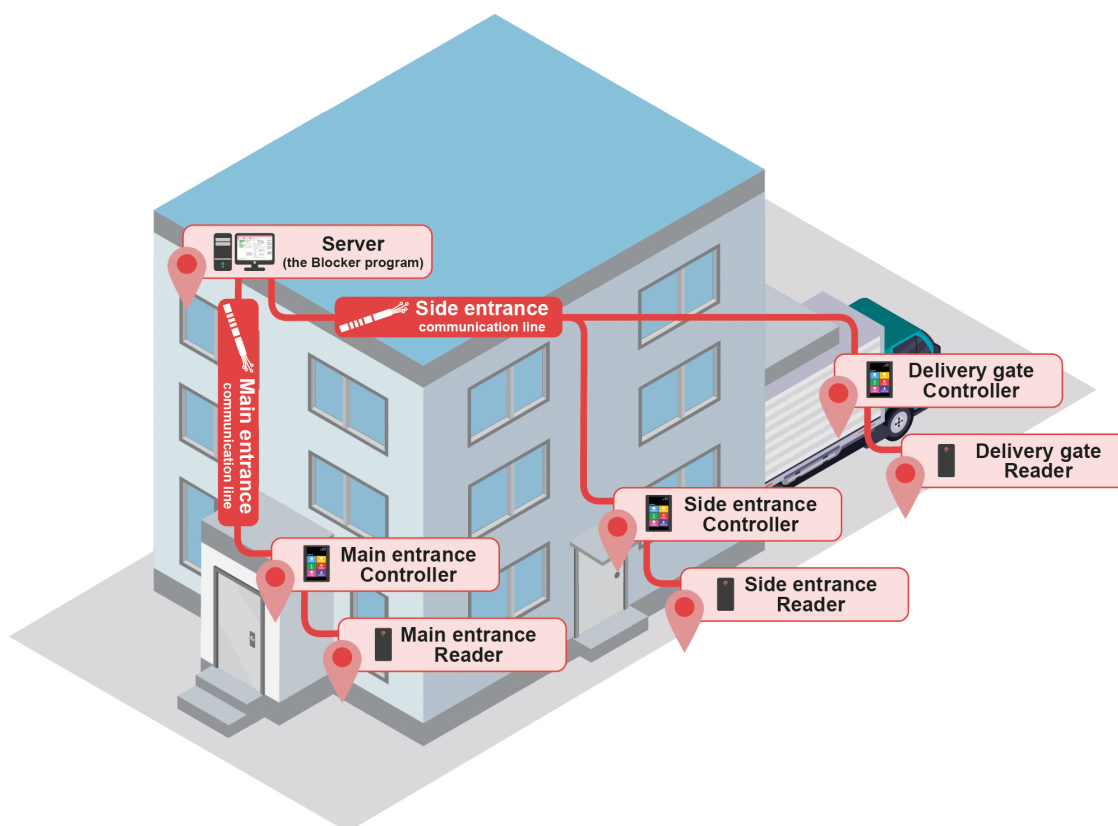 Server
(the Blocker program)
Side entrance
communication line
Main entrance
communication line
Delivery gate
Controller
Delivery gate
Reader
Side entrance
Controller
Main entrance
Controller
Side entrance
Reader
Main entrance
Reader